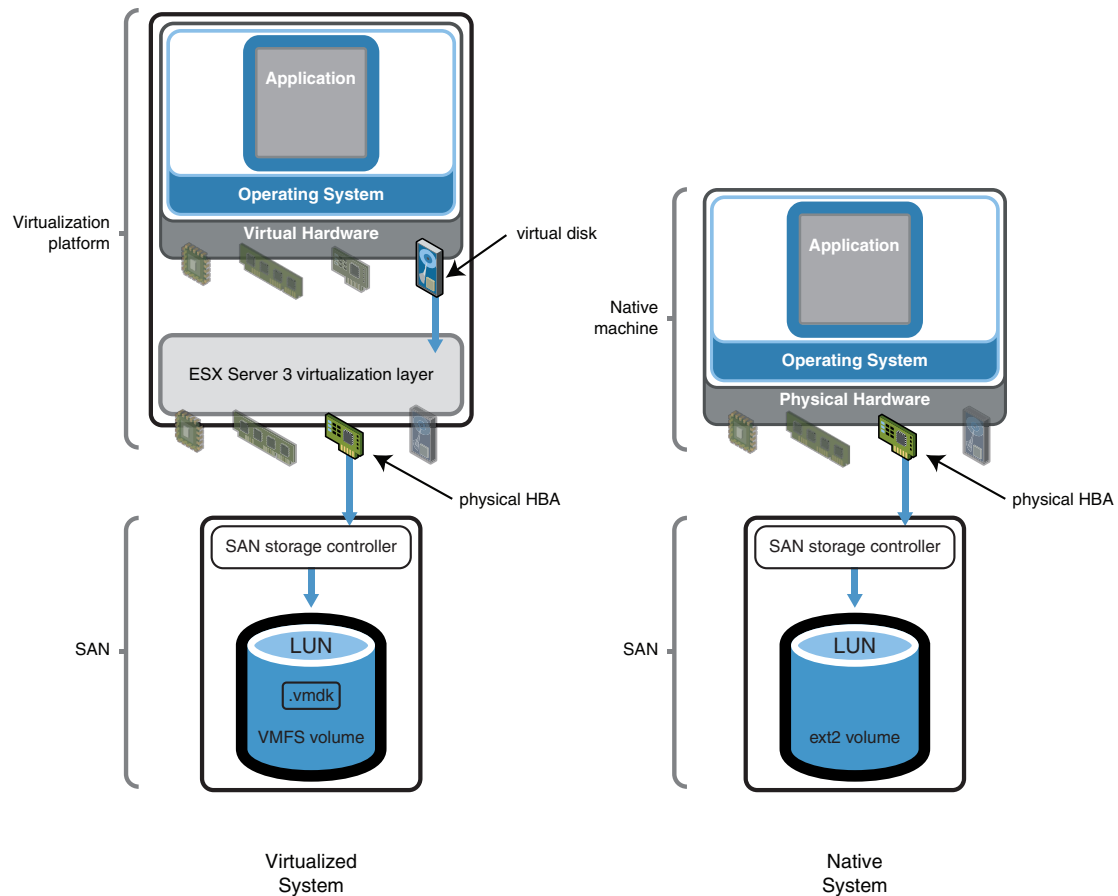 Application
Operating System
Virtual Hardware
Virtualization
platform
virtual disk
ESX Server 3 virtualization layer
physical HBA
SAN storage controller
SAN
LUN
.vmdk
VMFS volume
Virtualized
System
Application
Native
machine
Operating System
Physical Hardware
physical HBA
SAN storage controller
SAN
LUN
ext2 volume
Native
System